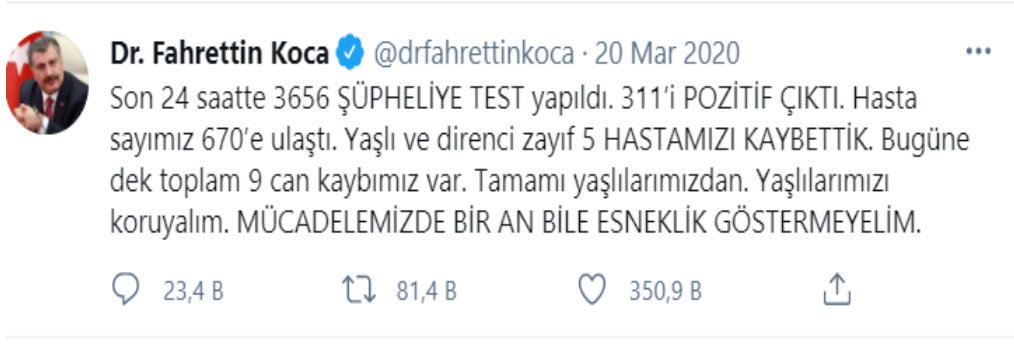 Dr. Fahrettin Koca @drfahrettinkoca · 20 Mar 2020
Son 24 saatte 3656 ŞÜPHELİYE TEST yapıldı. 311'i POZİTİF ÇIKTI. Hasta
sayımız 670'e ulaştı. Yaşlı ve direnci zayıf 5 HASTAMIZI KAYBETTİK. Bugüne
dek toplam 9 can kaybımız var. Tamamı yaşlılarımızdan. Yaşlılarımızı
koruyalım. MÜCADELEMİZDE BİR AN BİLE ESNEKLİK GÖSTERMEYELİM.
23,4 B 81,4 B 350,9 B